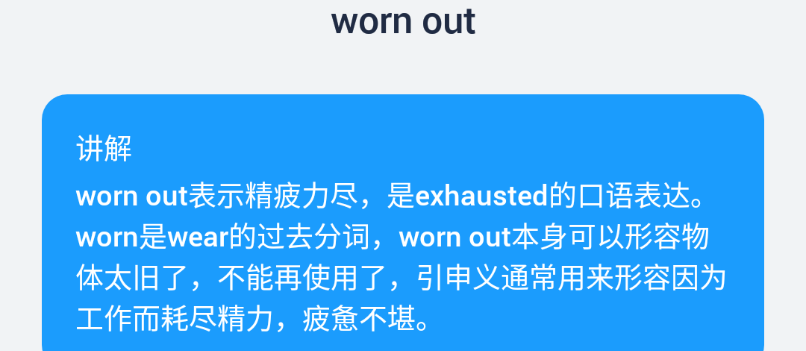 worn out
讲解
worn out表示精疲力尽，是exhausted的口语表达。
worn是wear的过去分词，worn out本身可以形容物
体太旧了，不能再使用了，引申义通常用来形容因为
工作而耗尽精力，疲惫不堪。